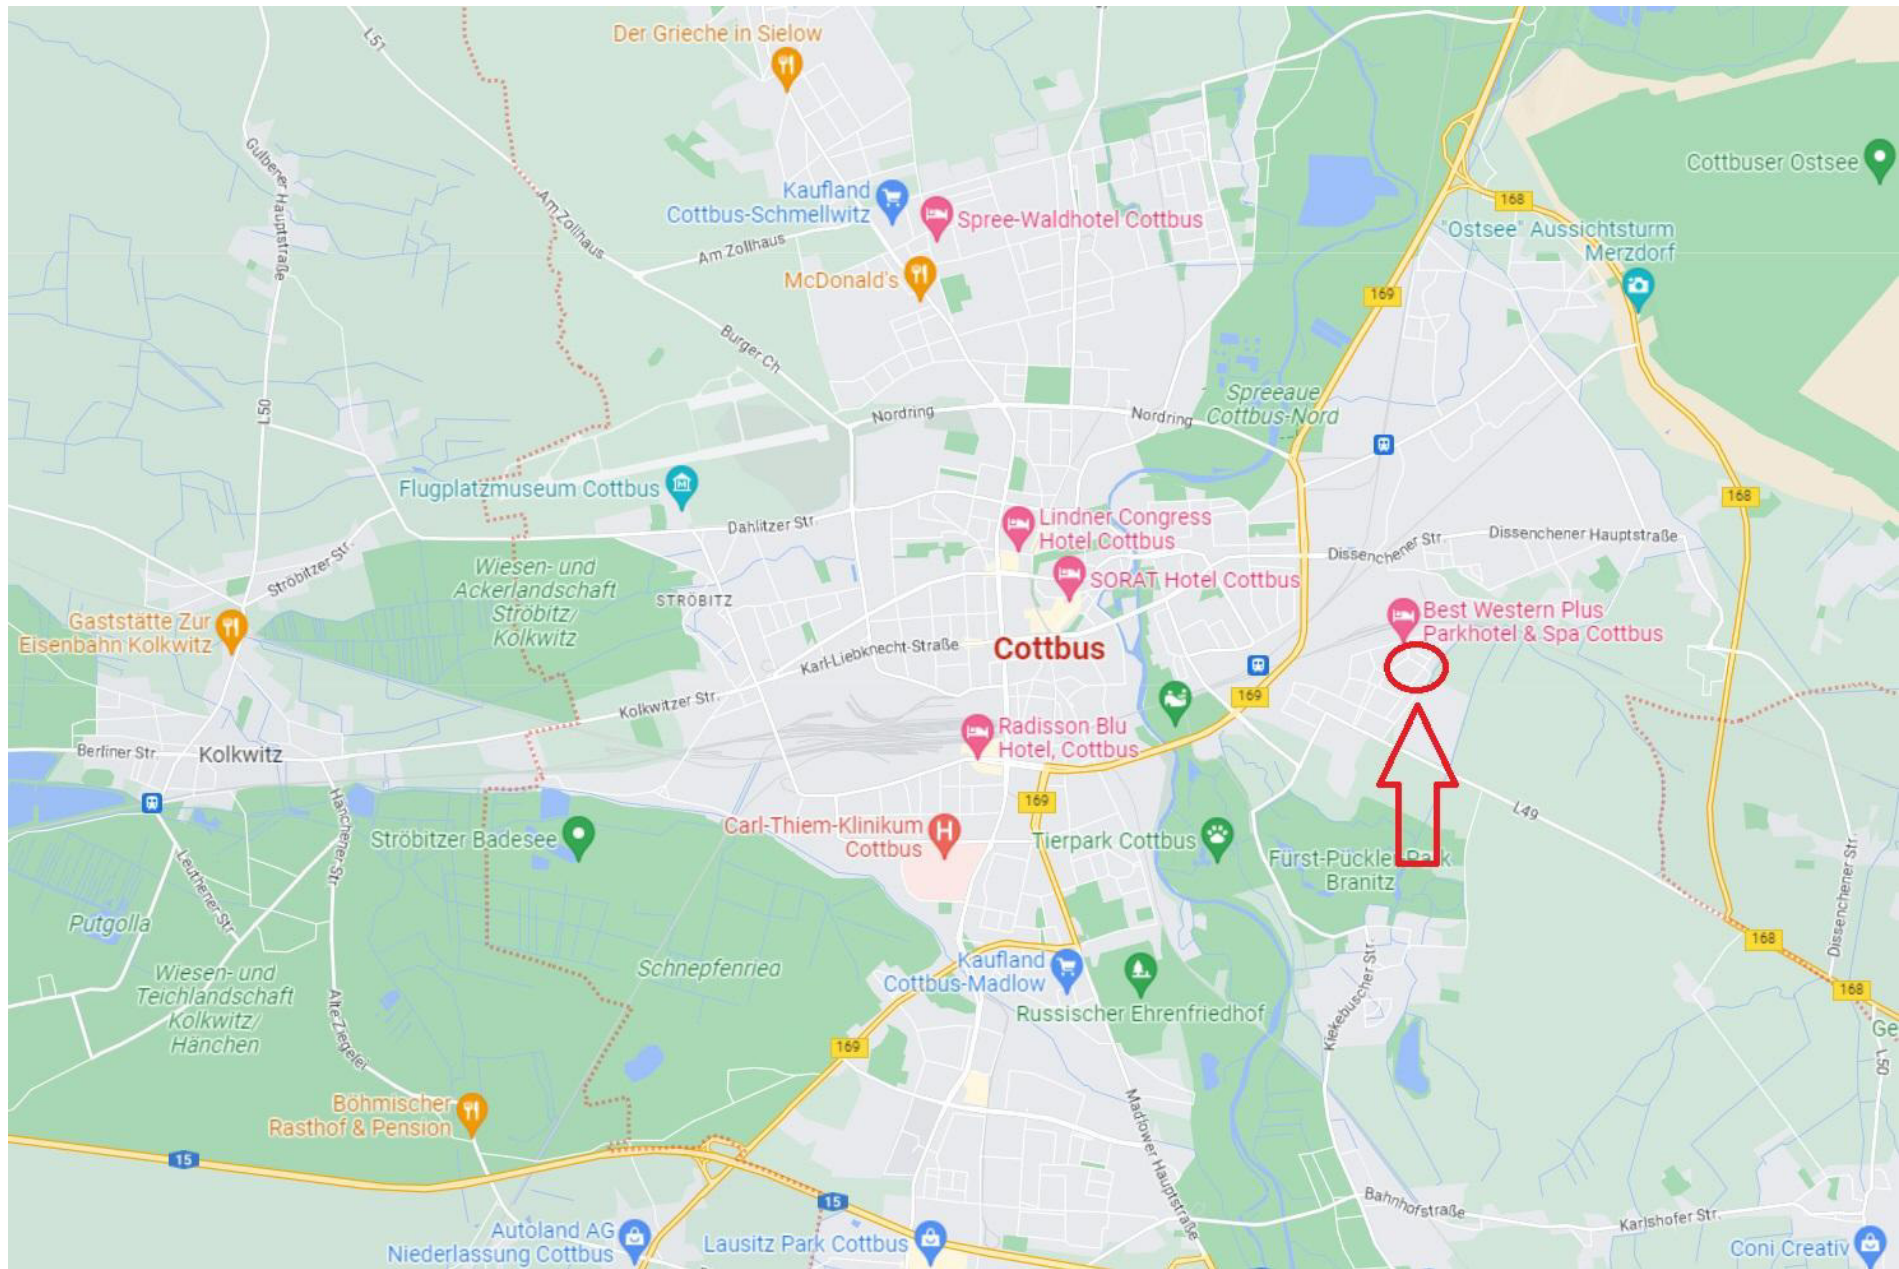 L51
Der Grieche in Sielow
Gulbener Hauptstraße
Am Zollhaus
Kaufland
Cottbus-Schmellwitz
Spree-Waldhotel Cottbus
Am Zollhaus
McDonald's
Burger Ch
Cottbuser Ostsee
168
"Ostsee" Aussichtsturm
Merzdorf
169
L50
Nordring
Nordring
Spreeaue
Cottbus-Nord
Flugplatzmuseum Cottbus
Dahlitzer Str.
Lindner Congress
Hotel Cottbus
168
Dissenchener Str.
Dissenchener Hauptstraße
Ströbitzer Str.
Wiesen- und
Ackerlandschaft
Ströbitz/
Kolkwitz
STRÖBITZ
SORAT Hotel Cottbus
Gaststätte Zur
Eisenbahn Kolkwitz
Best Western Plus
Parkhotel & Spa Cottbus
Karl-Liebknecht-Straße
Cottbus
Kolkwitzer Str.
169
Berliner Str.
Kolkwitz
Radisson Blu
Hotel, Cottbus
Hänchener Str
169
L49
Ströbitzer Badesee
Carl-Thiem-Klinikum
Cottbus
Tierpark Cottbus
Fürst-Pückler-Park
Branitz
Leuthener Str
Putgolla
Dissenchener Str.
168
Wiesen- und
Teichlandschaft
Kolkwitz/
Hänchen
Schnepfenried
Kaufland
Cottbus-Madlow
168
Russischer Ehrenfriedhof
Kiekebuscher Str.
Ge
Alte Ziegelei
169
L50
Böhmischer
Rasthof & Pension
Madlower Hauptstraße
15
15
Bahnhofstraße
Karlshofer Str.
Autoland AG
Niederlassung Cottbus
Lausitz Park Cottbus
Coni Creativ